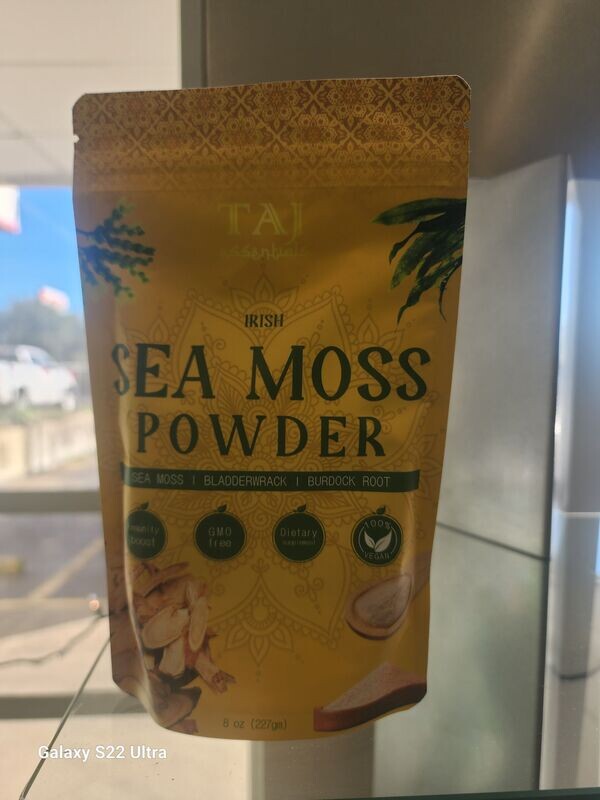 TAJ
essentials
IRISH
SEA MOSS
POWDER
SEA MOSS | BLADDERWRACK | BURDOCK ROOT
immunity
boost
GMO
free
Dietary
supplement
100%
VEGAN
8 oz (227gm)
Galaxy S22 Ultra